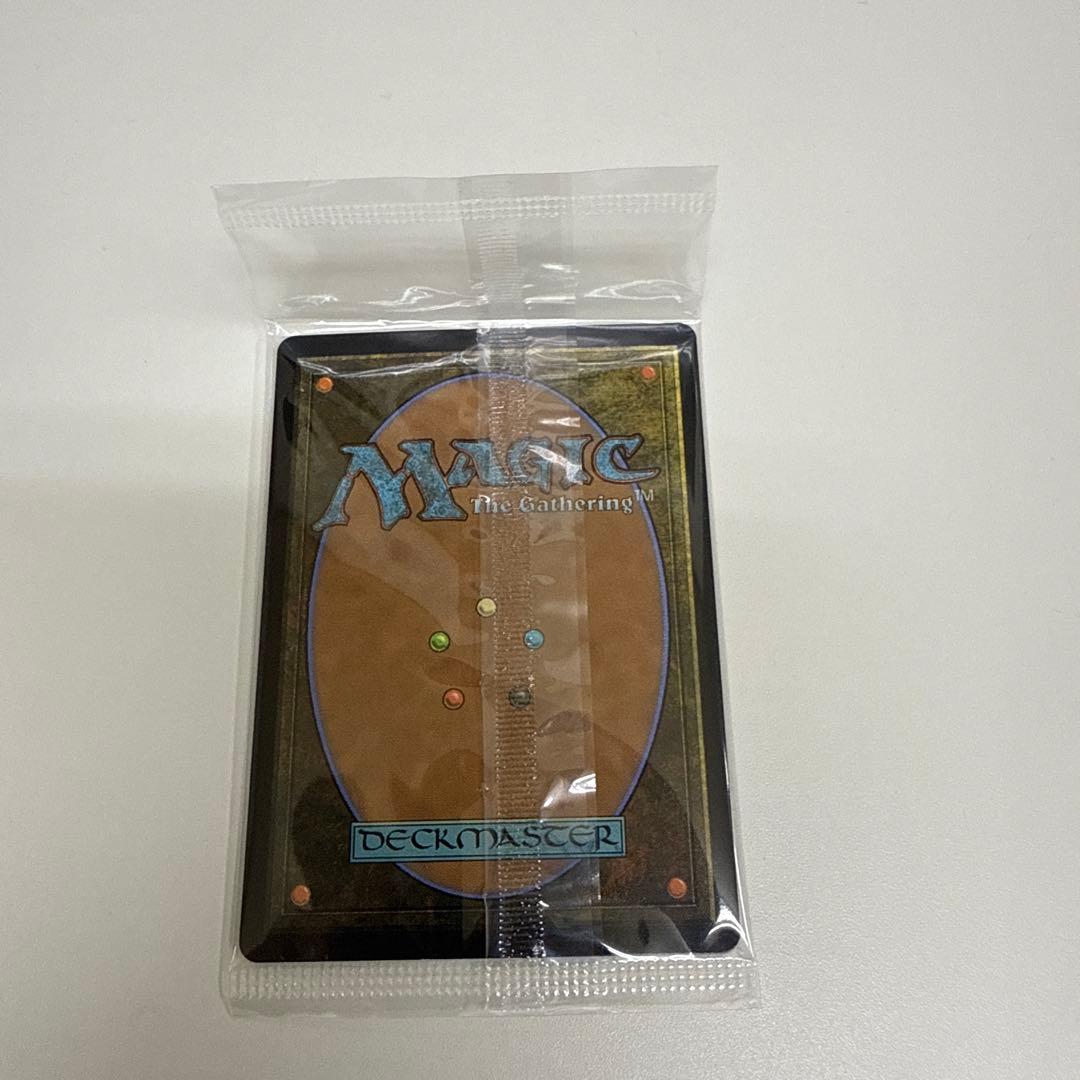 MAGIC
The Gathering™
DECKMASTER